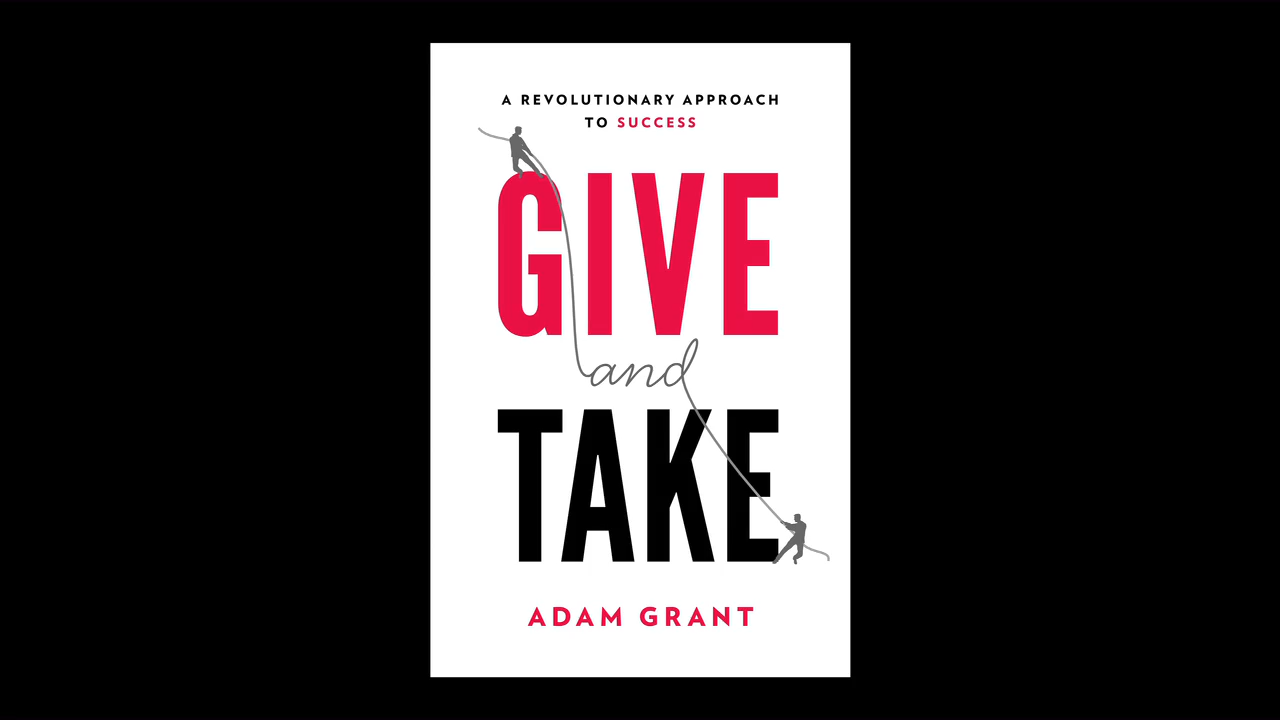 A REVOLUTIONARY APPROACH
TO SUCCESS
GIVE
and
TAKE
ADAM GRANT